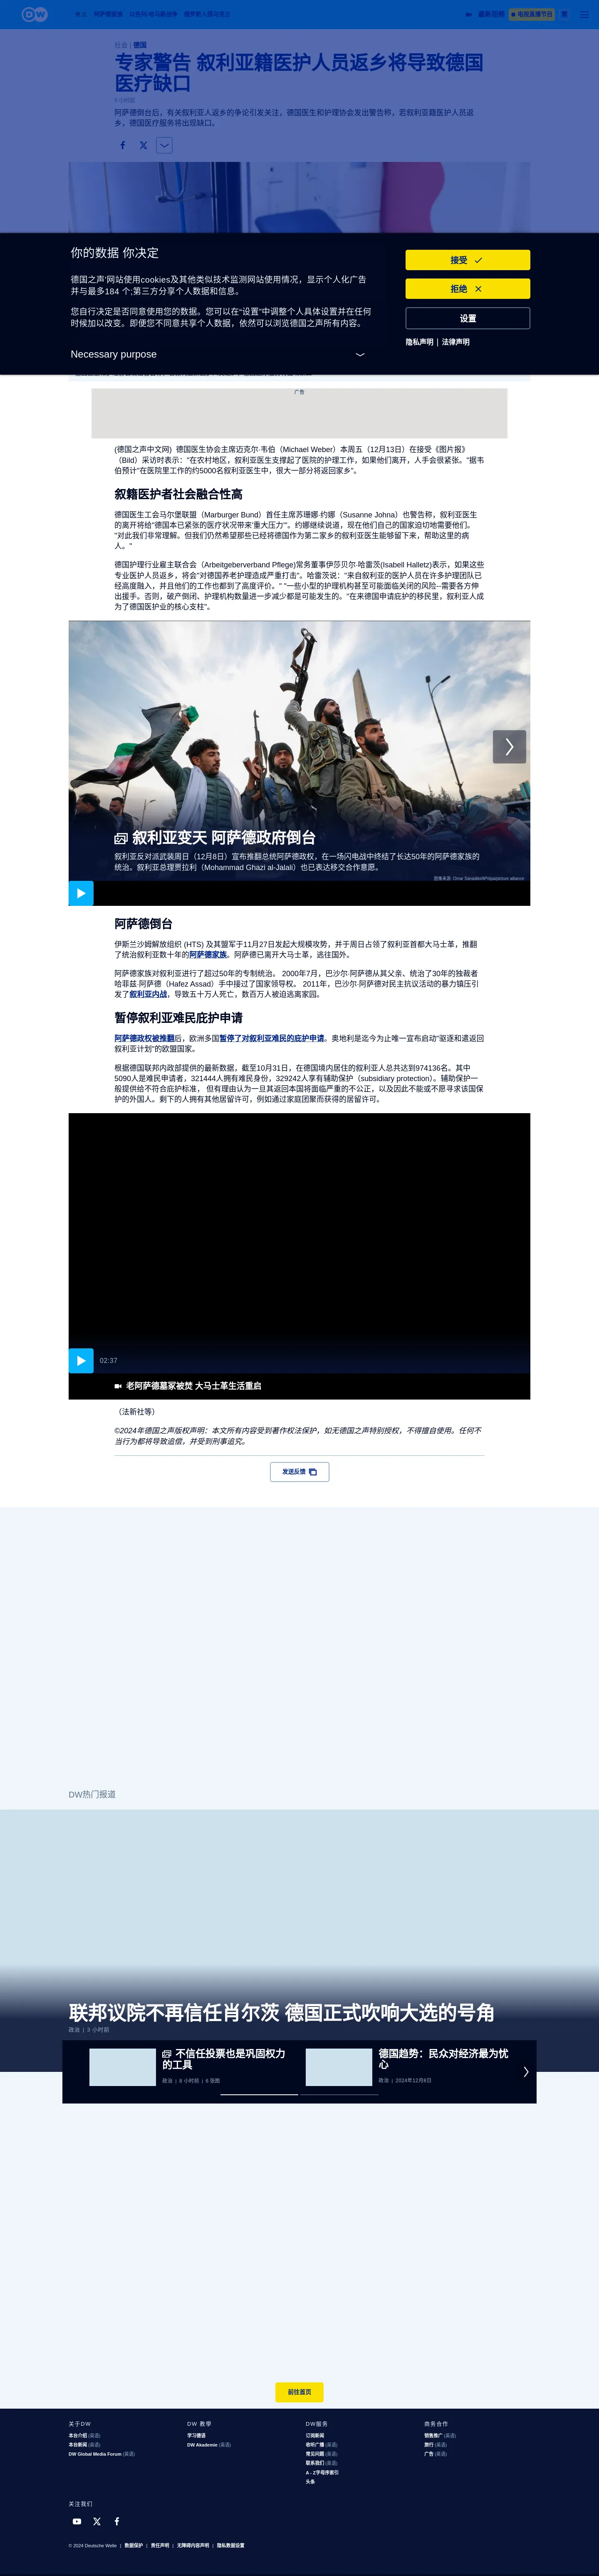 DW
阿萨德倒台
电视直播节目
社会 | 德国
专家警告 叙利亚籍医护人员返乡将导致德国
医疗缺口
阿萨德倒台后，有关叙利亚人返乡的争论引发关注，德国医生和护理协会发出警告称，若叙利亚籍医护人员返
乡，德国医疗服务将出现缺口。
你的数据 你决定
德国之声'网站使用cookies及其他类似技术监测网站使用情况，显示个人化广告
并与最多184 个;第三方分享个人数据和信息。
您自行决定是否同意使用您的数据。您可以在"设置"中调整个人具体设置并在任何
时候加以改变。即便您不同意共享个人数据，依然可以浏览德国之声所有内容。
Necessary purpose
接受
拒绝
设置
隐私声明 | 法律声明
广告
(德国之声中文网）德国医生协会主席迈克尔·韦伯（Michael Weber）本周五（12月13日）在接受《图片报》
（Bild）采访时表示："在农村地区，叙利亚医生支撑起了医院的护理工作，如果他们离开，人手会很紧张。"据韦
伯预计"在医院里工作的约5000名叙利亚医生中，很大一部分将返回家乡"。
叙籍医护者社会融合性高
德国医生工会马尔堡联盟（Marburger Bund）首任主席苏珊娜·约娜（Susanne Johna）也警告称，叙利亚医生
的离开将给"德国本已紧张的医疗状况带来'重大压力'"。约娜继续说道，现在他们自己的国家迫切地需要他们。
"对此我们非常理解。但我们仍然希望那些已经将德国作为第二家乡的叙利亚医生能够留下来，帮助这里的病
人。"
德国护理行业雇主联合会（Arbeitgeberverband Pflege)常务董事伊莎贝尔·哈雷茨(Isabell Halletz)表示，如果这些
专业医护人员返乡，将会"对德国养老护理造成严重打击"。哈雷茨说："来自叙利亚的医护人员在许多护理团队已
经高度融入，并且他们的工作也都到了高度评价。" "一些小型的护理机构甚至可能面临关闭的风险--需要各方伸
出援手。否则，破产倒闭、护理机构数量进一步减少都是可能发生的。"在来德国申请庇护的移民里，叙利亚人成
为了德国医护业的核心支柱"。
叙利亚变天 阿萨德政府倒台
叙利亚反对派武装周日（12月8日）宣布推翻总统阿萨德政权，在一场闪电战中终结了长达50年的阿萨德家族的
统治。叙利亚总理贾拉利（Mohammad Ghazi al-Jalali）也已表达移交合作意愿。
图像来源: Omar Sanadiki/AP/dpa/picture alliance
阿萨德倒台
伊斯兰沙姆解放组织 (HTS) 及其盟军于11月27日发起大规模攻势，并于周日占领了叙利亚首都大马士革，推翻
了统治叙利亚数十年的阿萨德家族。阿萨德已离开大马士革，逃往国外。
阿萨德家族对叙利亚进行了超过50年的专制统治。 2000年7月，巴沙尔·阿萨德从其父亲、统治了30年的独裁者
哈菲兹·阿萨德（Hafez Assad）手中接过了国家领导权。 2011年，巴沙尔·阿萨德对民主抗议活动的暴力镇压引
发了叙利亚内战，导致五十万人死亡，数百万人被迫逃离家园。
暂停叙利亚难民庇护申请
阿萨德政权被推翻后，欧洲多国暂停了对叙利亚难民的庇护申请。奥地利是迄今为止唯一宣布启动"驱逐和遣返回
叙利亚计划"的欧盟国家。
根据德国联邦内政部提供的最新数据，截至10月31日，在德国境内居住的叙利亚人总共达到974136名。其中
5090人是难民申请者，321444人拥有难民身份，329242人享有辅助保护（subsidiary protection）。辅助保护一
般提供给不符合庇护标准， 但有理由认为一旦其返回本国将面临严重的不公正，以及因此不能或不愿寻求该国保
护的外国人。剩下的人拥有其他居留许可，例如通过家庭团聚而获得的居留许可。
02:37
老阿萨德墓冢被焚 大马士革生活重启
（法新社等）
©2024年德国之声版权声明：本文所有内容受到著作权法保护，如无德国之声特别授权，不得擅自使用。任何不
当行为都将导致追偿，并受到刑事追究。
发送反馈
DW热门报道
联邦议院不再信任肖尔茨 德国正式吹响大选的号角
政治 | 3 小时前
不信任投票也是巩固权力
的工具
政治 | 8 小时前 | 6 张图
德国趋势：民众对经济最为忧
心
政治 | 2024年12月6日
前往首页
关于DW
本台介绍 (英语)
本台新闻 (英语)
DW Global Media Forum (英语)
DW 教學
学习德语
DW Akademie (英语)
DW服务
订阅新闻
收听广播 (英语)
常见问题 (英语)
联系我们 (英语)
A - Z字母序索引
头条
商务合作
销售推广 (英语)
旅行 (英语)
广告 (英语)
关注我们
© 2024 Deutsche Welle | 数据保护 | 责任声明 | 无障碍内容声明 | 隐私数据设置